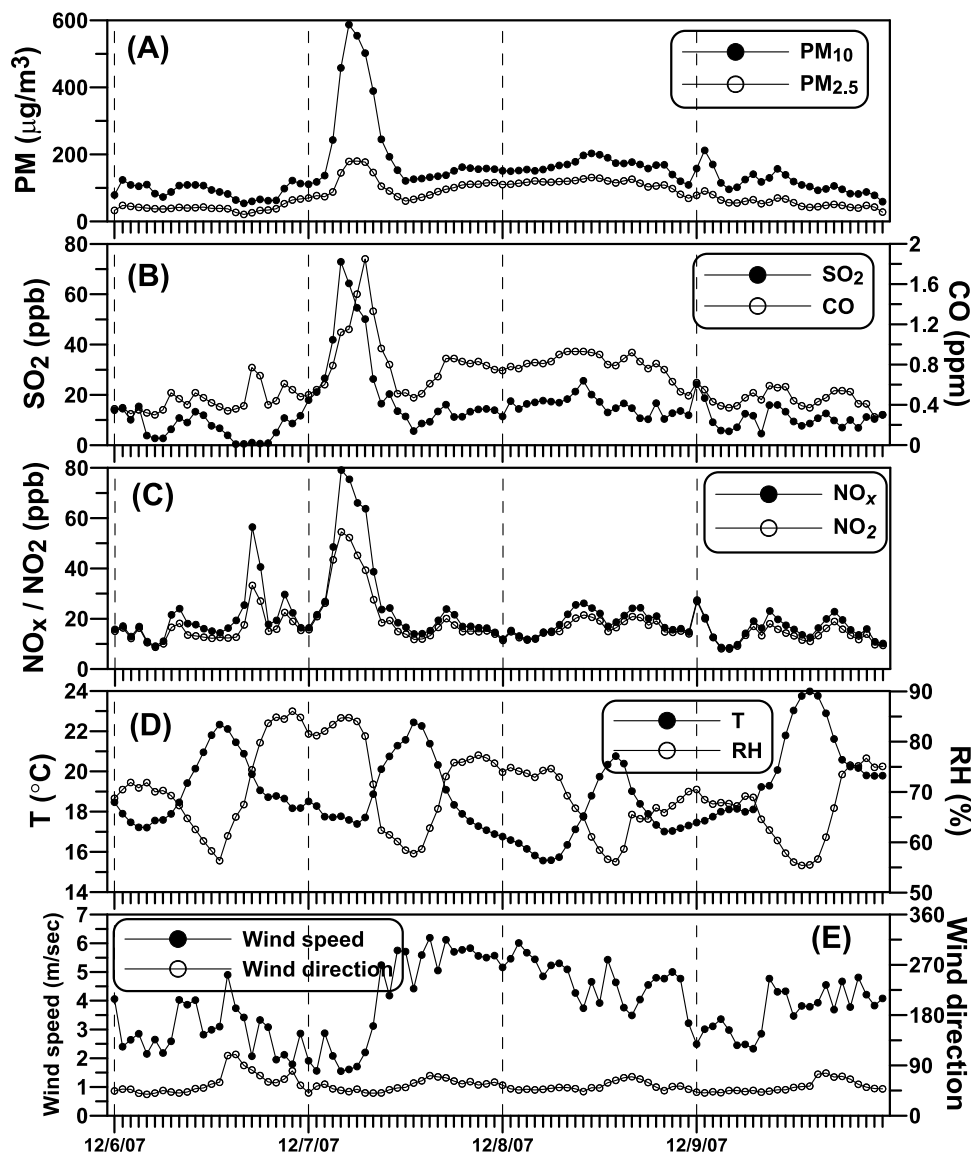 (A)
PM₁₀
PM₂.₅
PM (μg/m³)
600
400
200
0
(B)
SO₂
CO
SO₂ (ppb)
80
60
40
20
0
CO (ppm)
2
1.6
1.2
0.8
0.4
0
(C)
NOₓ
NO₂
NOₓ / NO2 (ppb)
80
60
40
20
0
(D)
T
RH
T (°C)
24
22
20
18
16
14
RH (%)
90
80
70
60
50
(E)
Wind speed
Wind direction
Wind speed (m/sec)
7
6
5
4
3
2
1
0
Wind direction
360
270
180
90
0
12/6/07 12/7/07 12/8/07 12/9/07